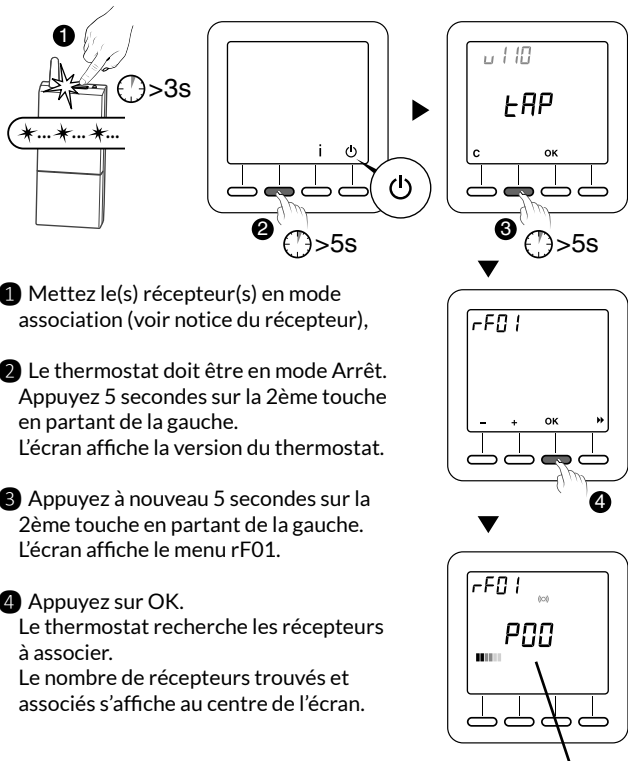 1
>3s
*... *... *...
i
2
>5s
u110
tAP
C OK
3
>5s
1 Mettez le(s) récepteur(s) en mode
association (voir notice du récepteur),
2 Le thermostat doit être en mode Arrêt.
Appuyez 5 secondes sur la 2ème touche
en partant de la gauche.
L’écran affiche la version du thermostat.
3 Appuyez à nouveau 5 secondes sur la
2ème touche en partant de la gauche.
L’écran affiche le menu rF01.
4 Appuyez sur OK.
Le thermostat recherche les récepteurs
à associer.
Le nombre de récepteurs trouvés et
associés s’affiche au centre de l’écran.
rF01
- + OK
4
rF01
P00